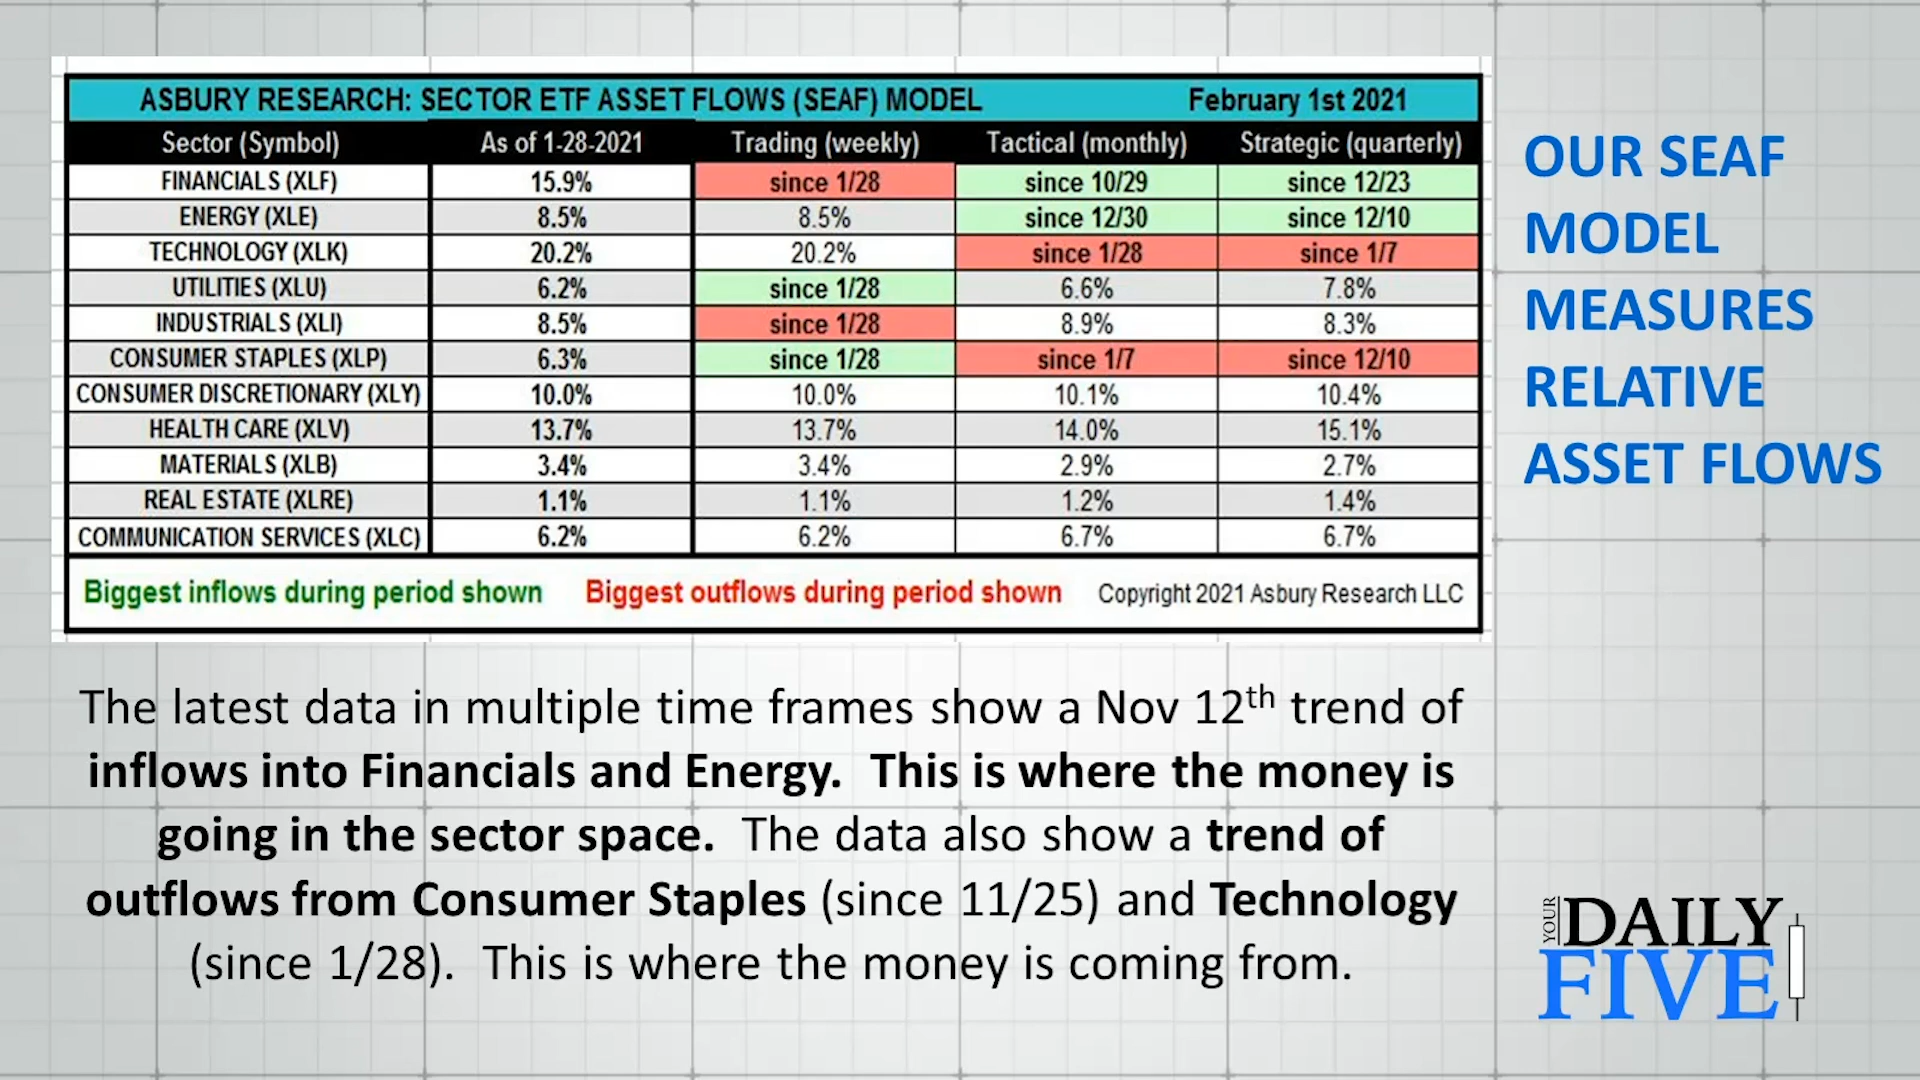 ASBURY RESEARCH: SECTOR ETF ASSET FLOWS (SEAF) MODEL February 1st 2021
Sector (Symbol) As of 1-28-2021 Trading (weekly) Tactical (monthly) Strategic (quarterly)
FINANCIALS (XLF) 15.9% since 1/28 since 10/29 since 12/23
ENERGY (XLE) 8.5% 8.5% since 12/30 since 12/10
TECHNOLOGY (XLK) 20.2% 20.2% since 1/28 since 1/7
UTILITIES (XLU) 6.2% since 1/28 6.6% 7.8%
INDUSTRIALS (XLI) 8.5% since 1/28 8.9% 8.3%
CONSUMER STAPLES (XLP) 6.3% since 1/28 since 1/7 since 12/10
CONSUMER DISCRETIONARY (XLY) 10.0% 10.0% 10.1% 10.4%
HEALTH CARE (XLV) 13.7% 13.7% 14.0% 15.1%
MATERIALS (XLB) 3.4% 3.4% 2.9% 2.7%
REAL ESTATE (XLRE) 1.1% 1.1% 1.2% 1.4%
COMMUNICATION SERVICES (XLC) 6.2% 6.2% 6.7% 6.7%
Biggest inflows during period shown Biggest outflows during period shown Copyright 2021 Asbury Research LLC
OUR SEAF
MODEL
MEASURES
RELATIVE
ASSET FLOWS
The latest data in multiple time frames show a Nov 12th trend of
inflows into Financials and Energy. This is where the money is
going in the sector space. The data also show a trend of
outflows from Consumer Staples (since 11/25) and Technology
(since 1/28). This is where the money is coming from.
YOUR
DAILY
FIVE